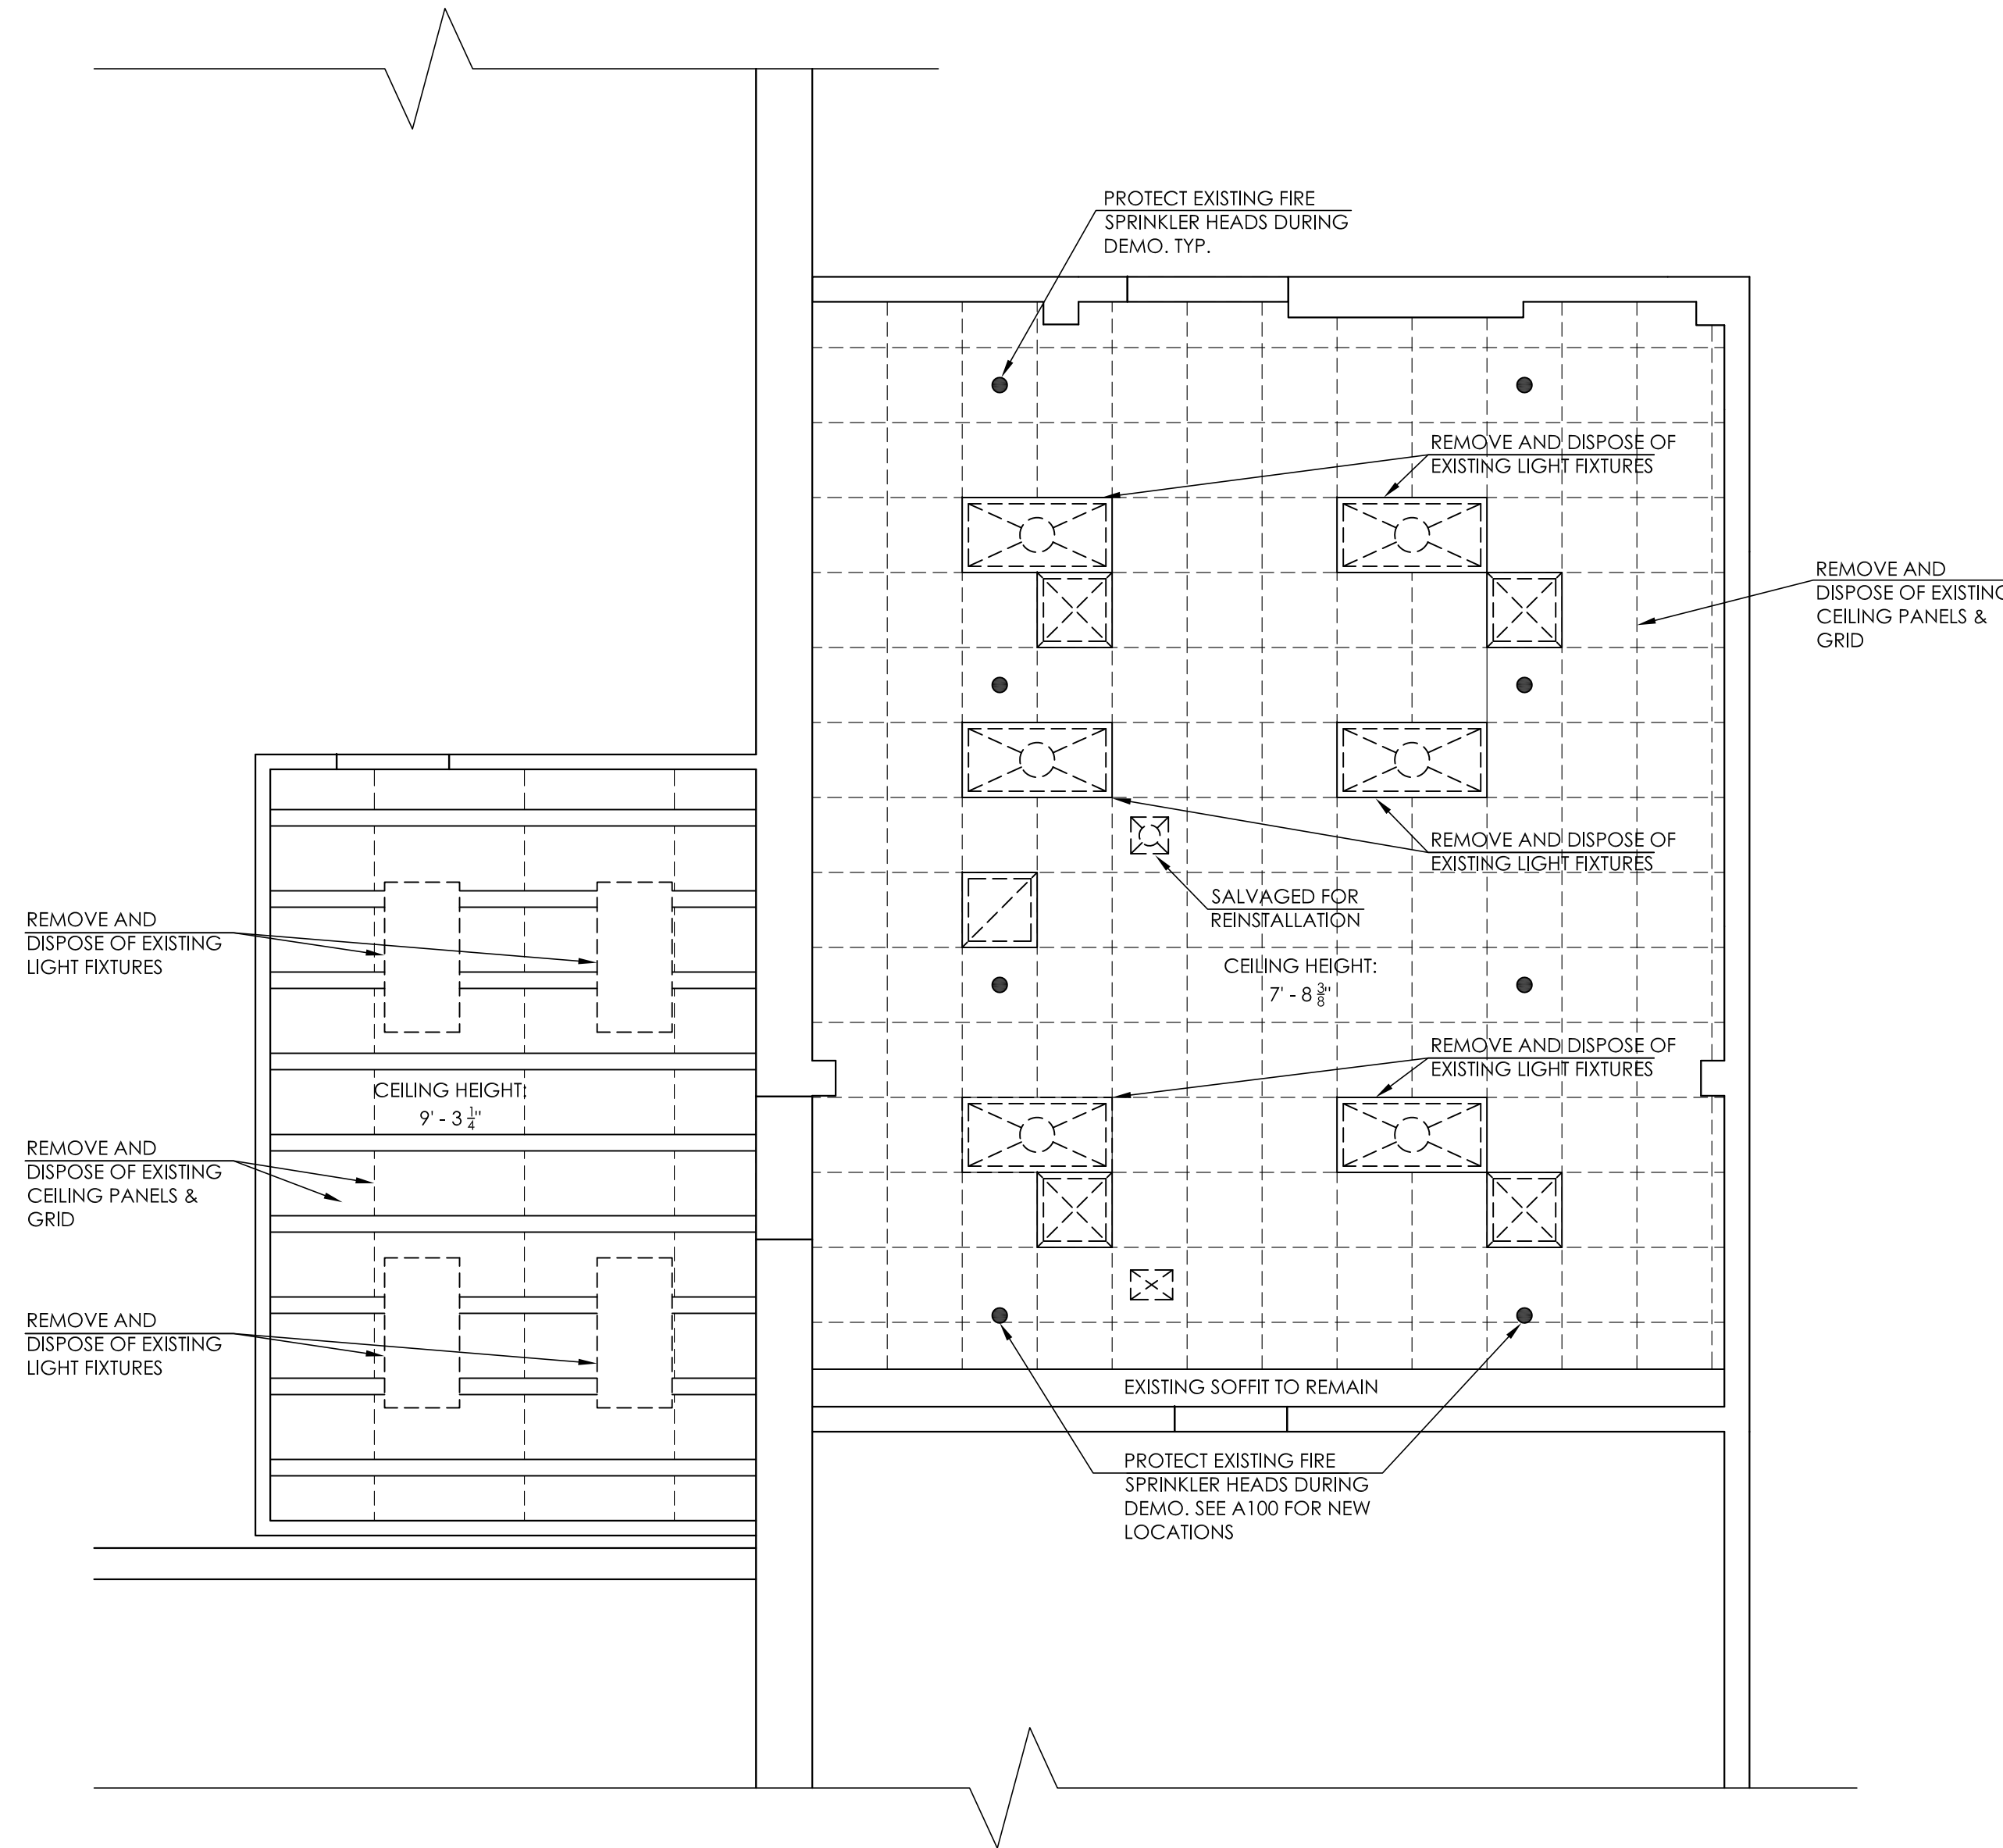 PROTECT EXISTING FIRE
SPRINKLER HEADS DURING
DEMO. TYP.
REMOVE AND DISPOSE OF
EXISTING LIGHT FIXTURES
REMOVE AND
DISPOSE OF EXISTING
CEILING PANELS &
GRID
REMOVE AND DISPOSE OF
EXISTING LIGHT FIXTURES
SALVAGED FOR
REINSTALLATION
REMOVE AND
DISPOSE OF EXISTING
LIGHT FIXTURES
CEILING HEIGHT:
7' - 8 3/8"
REMOVE AND DISPOSE OF
EXISTING LIGHT FIXTURES
CEILING HEIGHT:
9' - 3 1/4"
REMOVE AND
DISPOSE OF EXISTING
CEILING PANELS &
GRID
REMOVE AND
DISPOSE OF EXISTING
LIGHT FIXTURES
EXISTING SOFFIT TO REMAIN
PROTECT EXISTING FIRE
SPRINKLER HEADS DURING
DEMO. SEE A100 FOR NEW
LOCATIONS